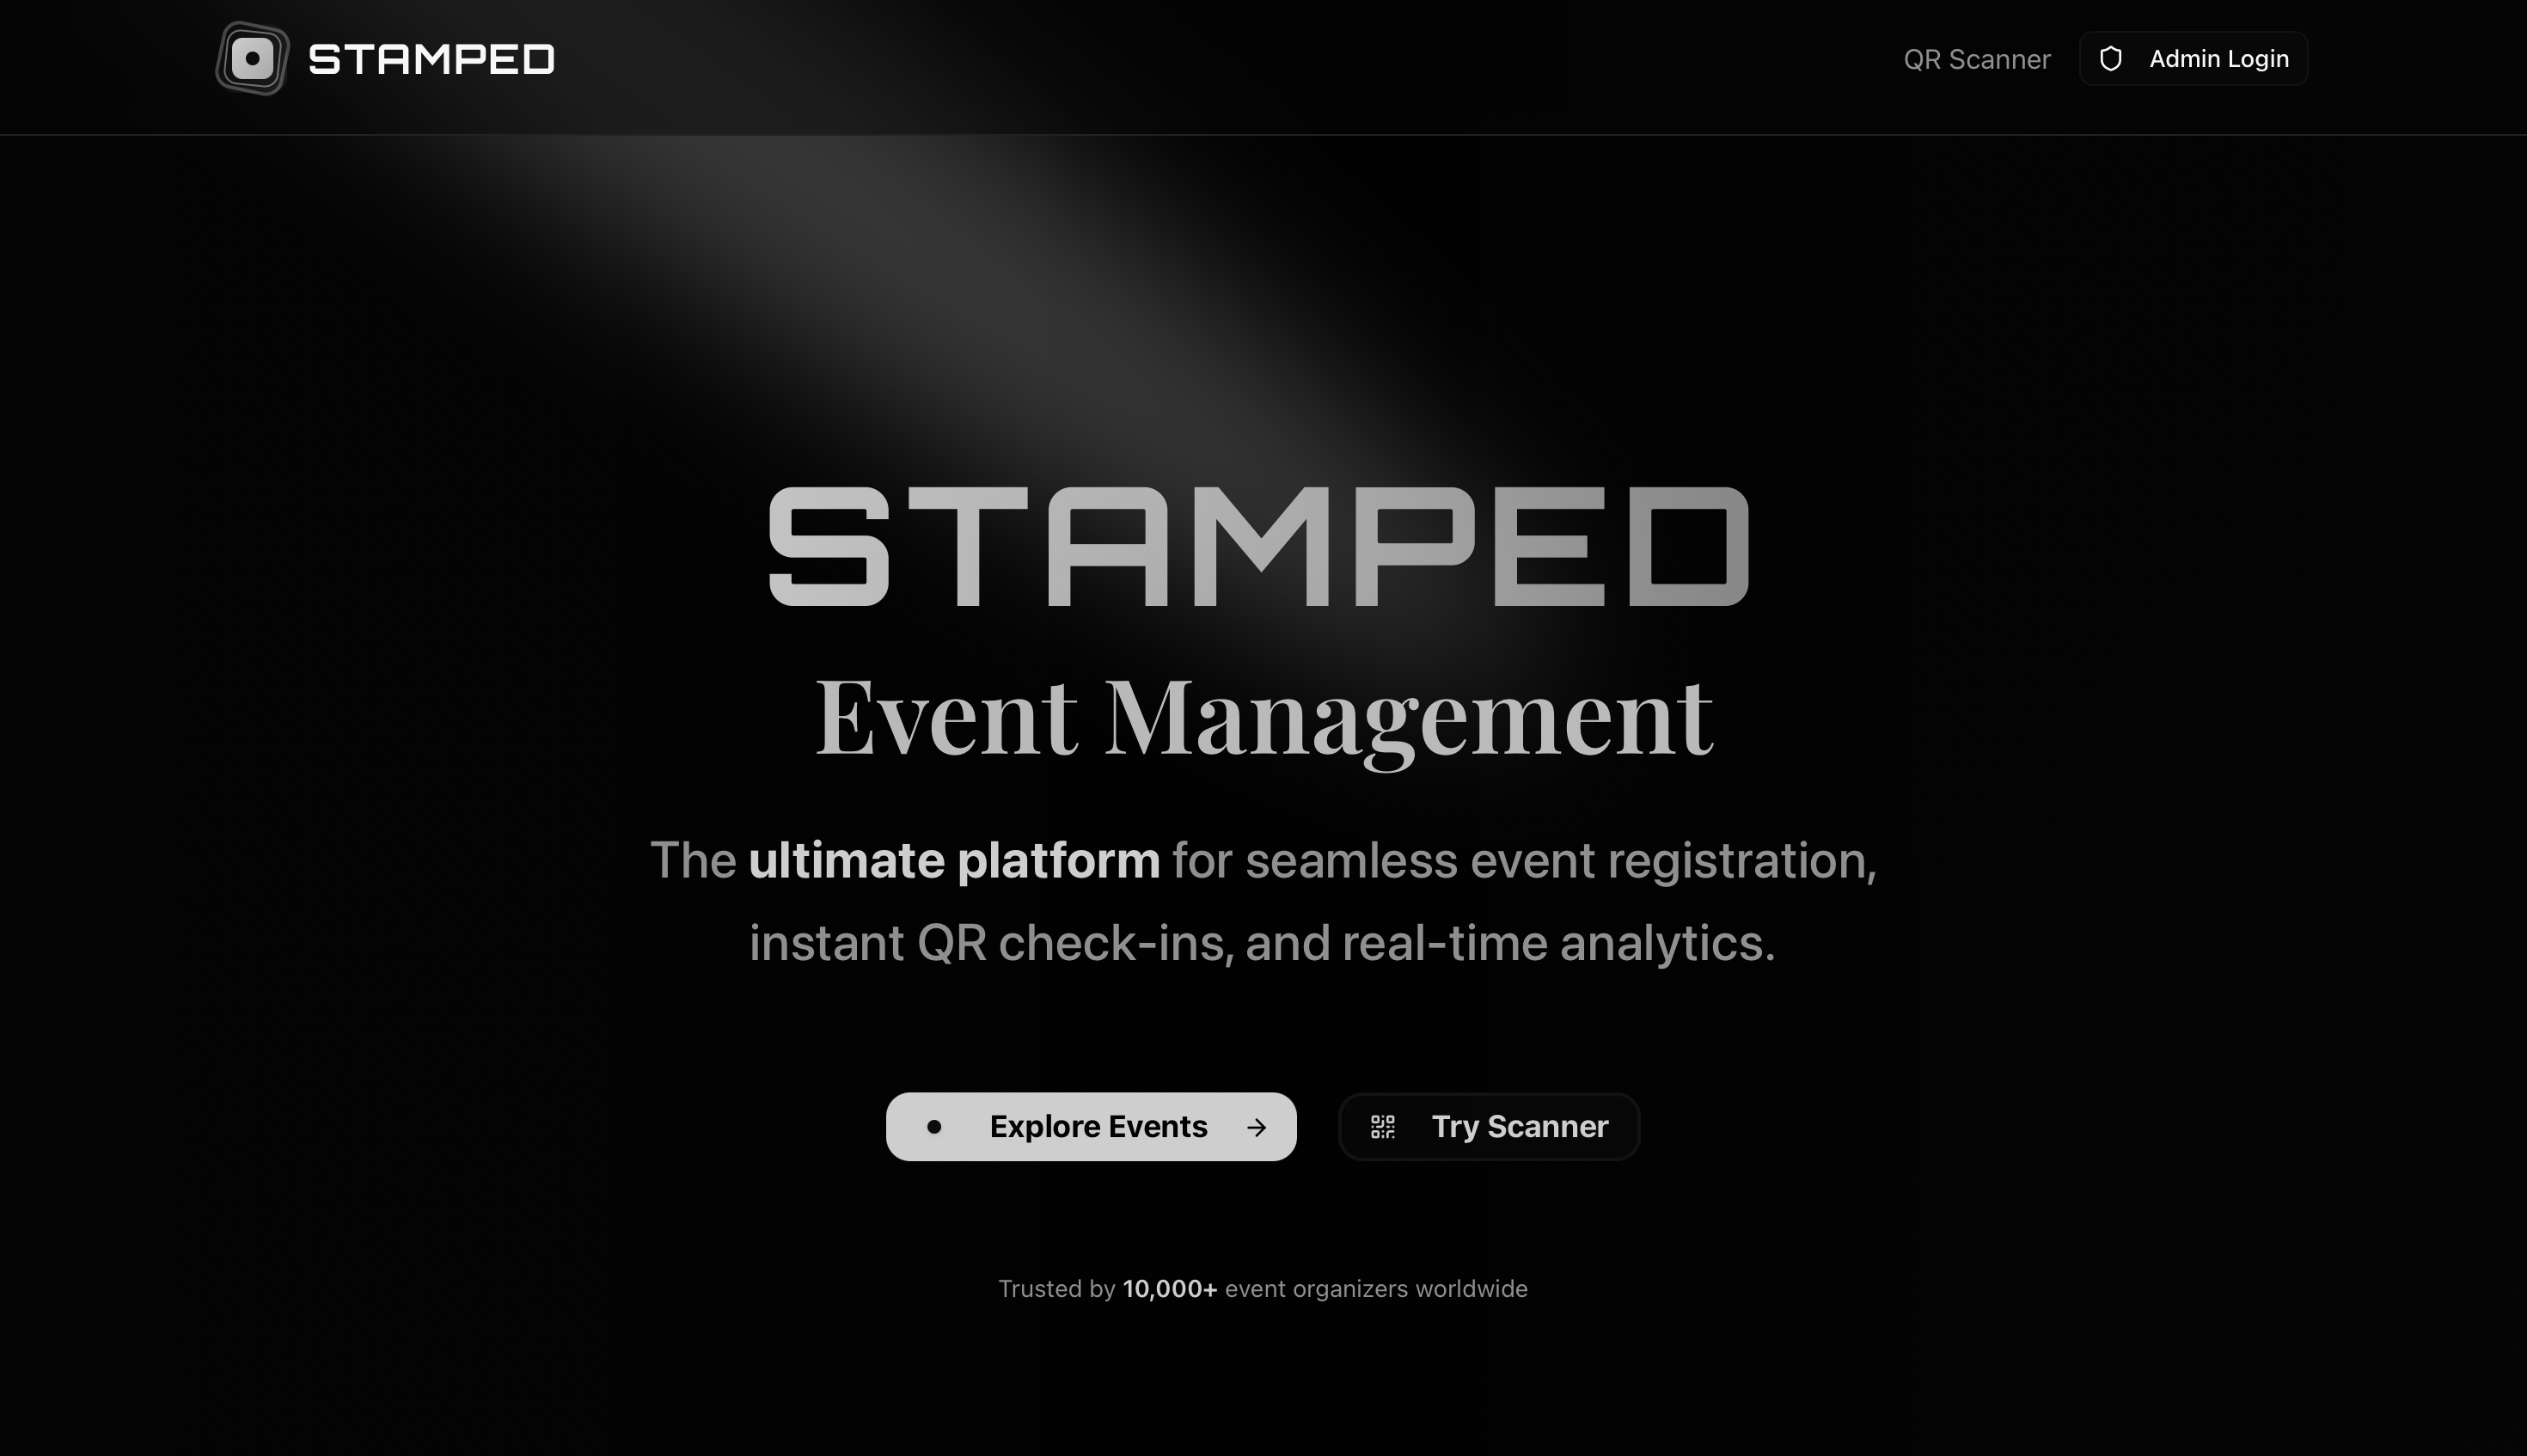 STAMPED
QR Scanner
Admin Login
STAMPED
Event Management
The ultimate platform for seamless event registration,
instant QR check-ins, and real-time analytics.
Explore Events
Try Scanner
Trusted by 10,000+ event organizers worldwide